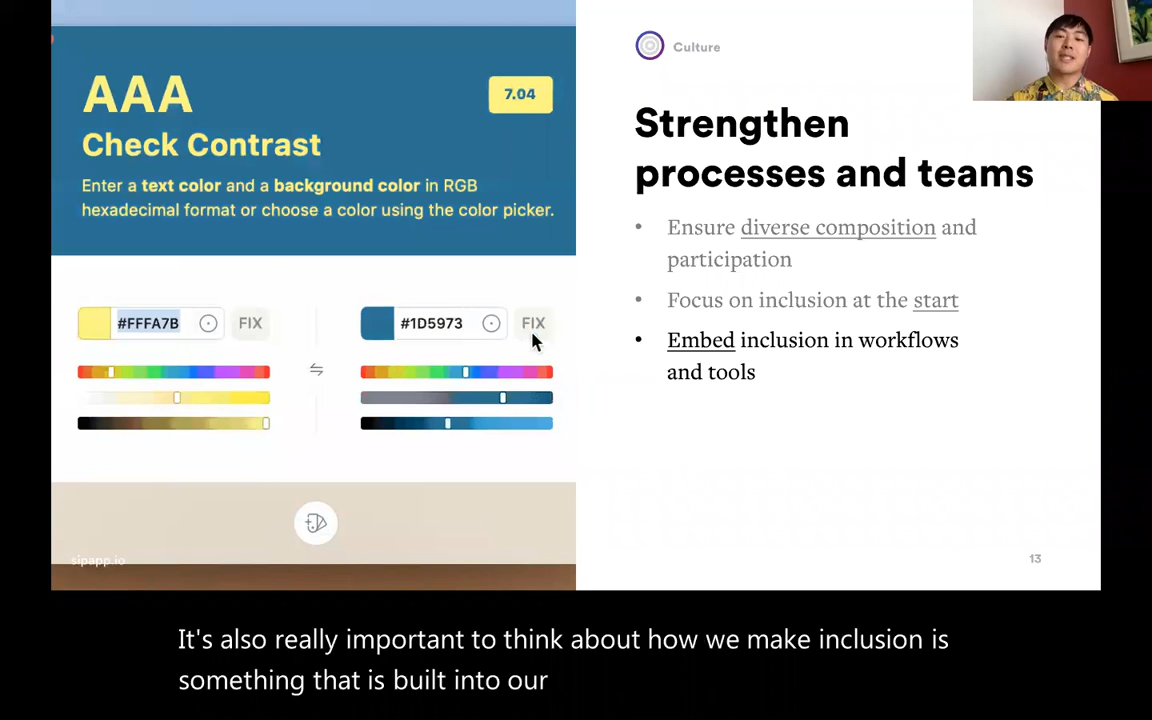 AAA
7.04
Check Contrast
Enter a text color and a background color in RGB
hexadecimal format or choose a color using the color picker.
#FFFA7B
FIX
#1D5973
FIX
sipapp.io
Culture
Strengthen
processes and teams
• Ensure diverse composition and
participation
• Focus on inclusion at the start
• Embed inclusion in workflows
and tools
13
It's also really important to think about how we make inclusion is
something that is built into our